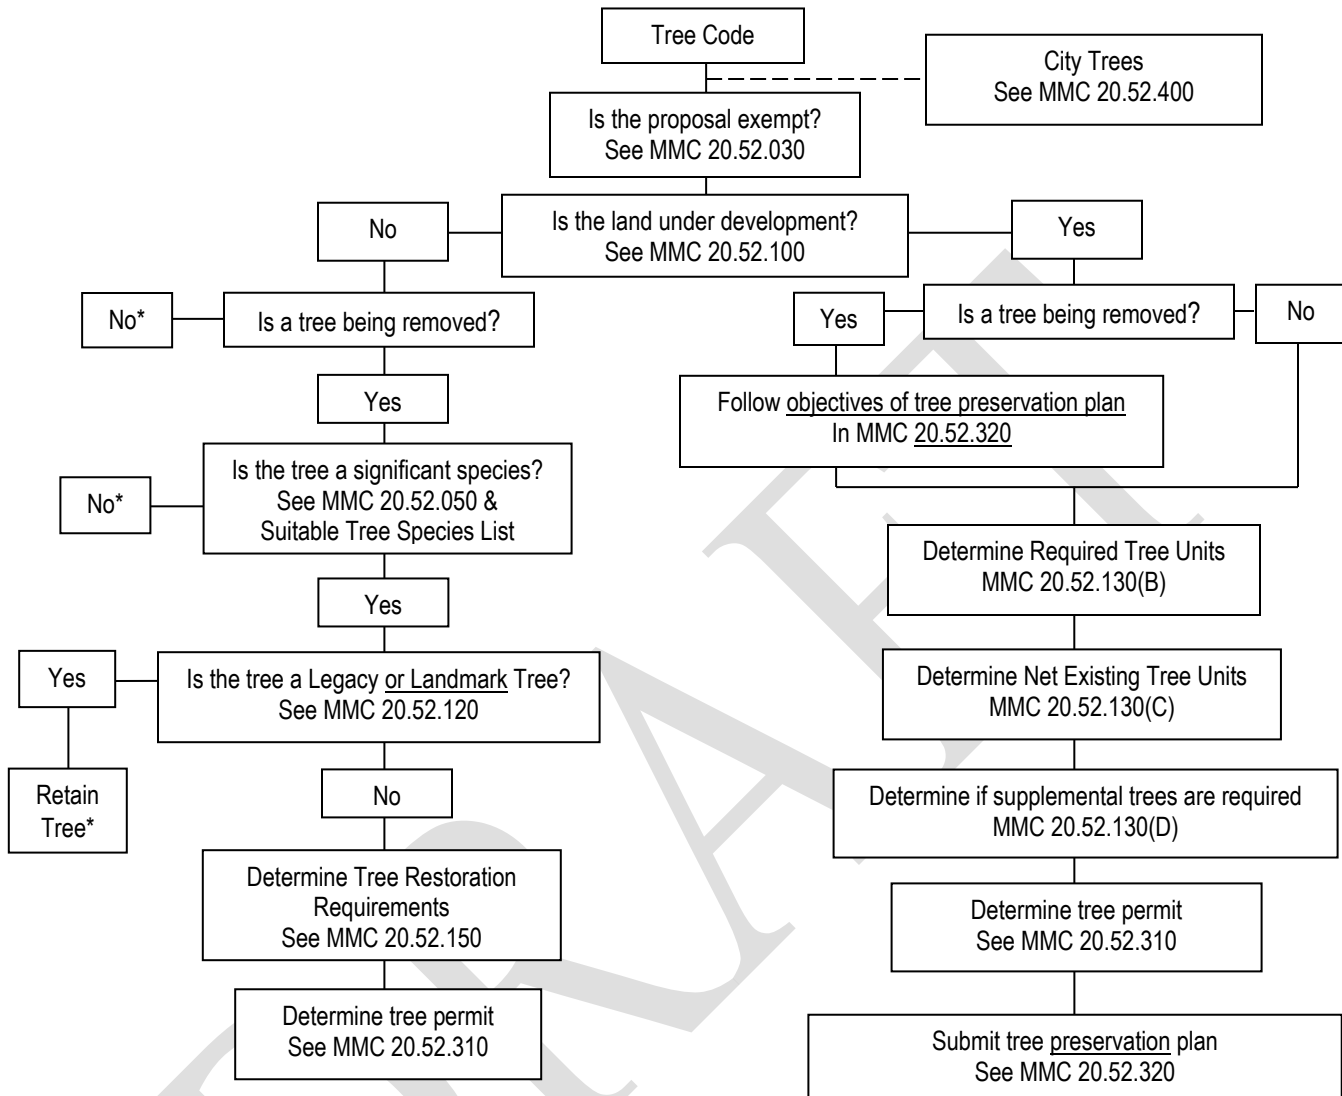 Tree Code
City Trees
See MMC 20.52.400
Is the proposal exempt?
See MMC 20.52.030
Is the land under development?
See MMC 20.52.100
No
Yes
Is a tree being removed?
No*
Yes
Is the tree a significant species?
See MMC 20.52.050 &
Suitable Tree Species List
No*
Yes
Is the tree a Legacy or Landmark Tree?
See MMC 20.52.120
Yes
Retain
Tree*
No
Determine Tree Restoration
Requirements
See MMC 20.52.150
Determine tree permit
See MMC 20.52.310
Is a tree being removed?
Yes
No
Follow objectives of tree preservation plan
In MMC 20.52.320
Determine Required Tree Units
MMC 20.52.130(B)
Determine Net Existing Tree Units
MMC 20.52.130(C)
Determine if supplemental trees are required
MMC 20.52.130(D)
Determine tree permit
See MMC 20.52.310
Submit tree preservation plan
See MMC 20.52.320
DRAFT